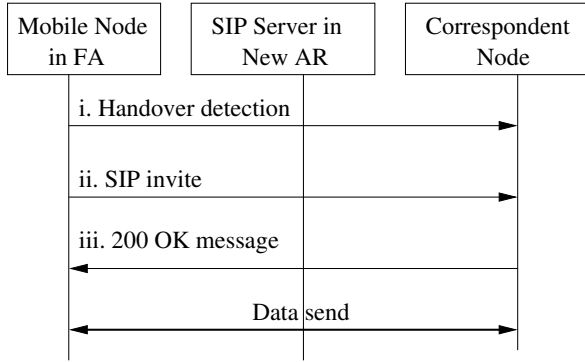 Mobile Node
in FA
SIP Server in
New AR
Correspondent
Node
i. Handover detection
ii. SIP invite
iii. 200 OK message
Data send